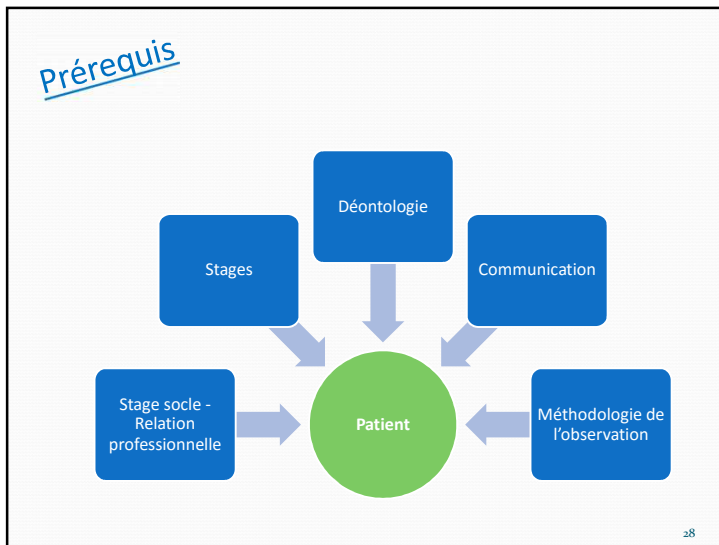 Prérequis
Déontologie
Stages
Communication
Stage socle -
Relation
professionnelle
Patient
Méthodologie de
l’observation
28